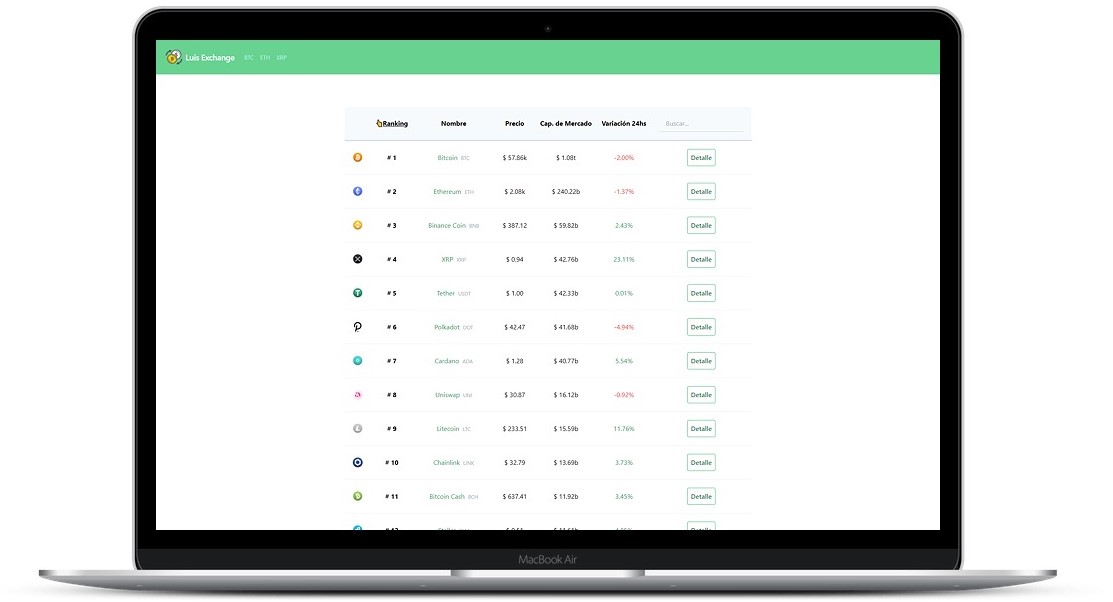 Luis Exchange BTC ETH XRP
Ranking Nombre Precio Cap. de Mercado Variación 24hs Buscar...
# 1 Bitcoin BTC $ 57.86k $ 1.08t -2.00% Detalle
# 2 Ethereum ETH $ 2.08k $ 240.22b -1.37% Detalle
# 3 Binance Coin BNB $ 387.12 $ 59.82b 2.43% Detalle
# 4 XRP XRP $ 0.94 $ 42.76b 23.11% Detalle
# 5 Tether USDT $ 1.00 $ 42.33b 0.01% Detalle
# 6 Polkadot DOT $ 42.47 $ 41.68b -4.94% Detalle
# 7 Cardano ADA $ 1.28 $ 40.77b 5.54% Detalle
# 8 Uniswap UNI $ 30.87 $ 16.12b -0.92% Detalle
# 9 Litecoin LTC $ 233.51 $ 15.59b 11.76% Detalle
# 10 Chainlink LINK $ 32.79 $ 13.69b 3.73% Detalle
# 11 Bitcoin Cash BCH $ 637.41 $ 11.92b 3.45% Detalle
MacBook Air